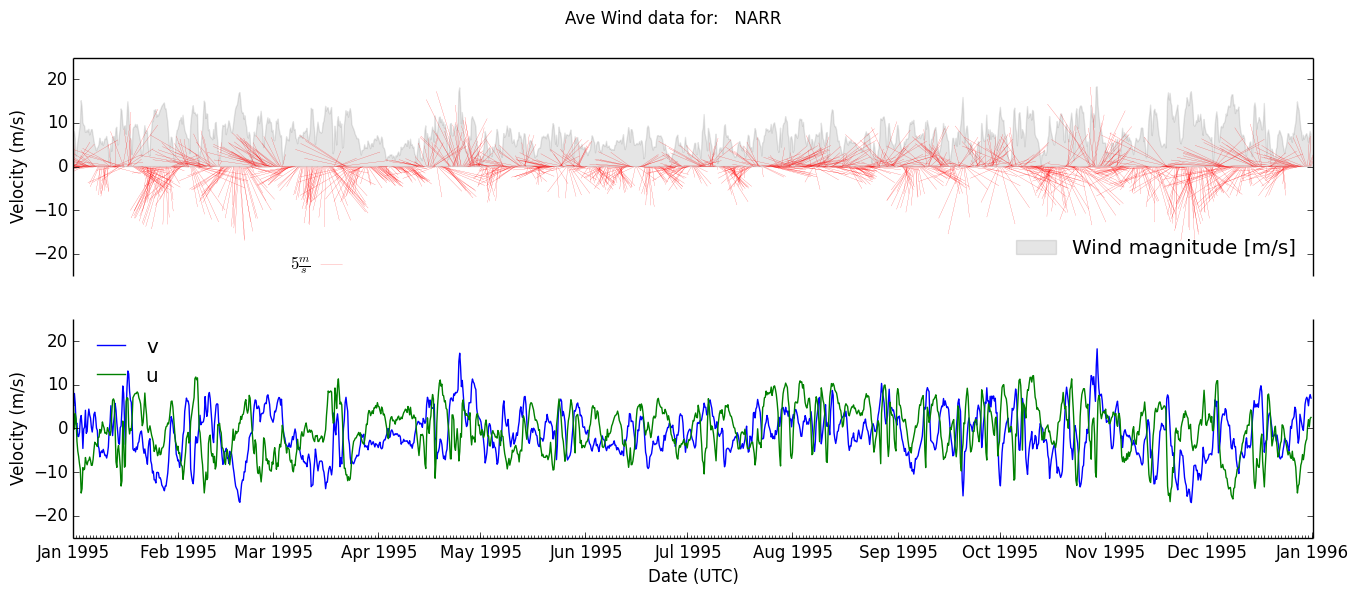 Ave Wind data for:   NARR
Velocity (m/s)
20
10
0
−10
−20
5 m/s
Wind magnitude [m/s]
Velocity (m/s)
20
10
0
−10
−20
v
u
Jan 1995 Feb 1995 Mar 1995 Apr 1995 May 1995 Jun 1995 Jul 1995 Aug 1995 Sep 1995 Oct 1995 Nov 1995 Dec 1995 Jan 1996
Date (UTC)